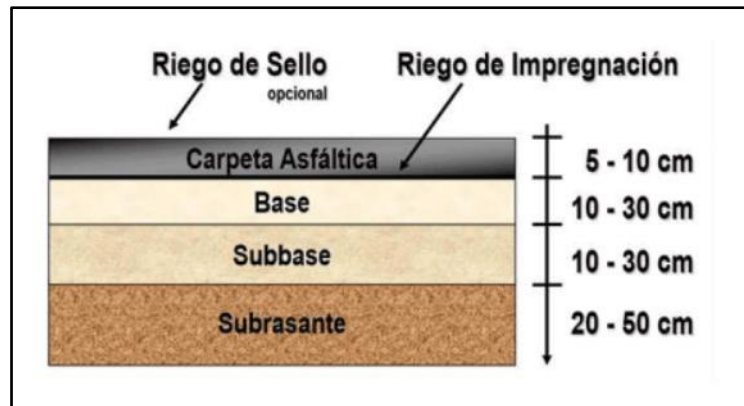 Riego de Sello
opcional
Riego de Impregnación
Carpeta Asfáltica
5 - 10 cm
Base
10 - 30 cm
Subbase
10 - 30 cm
Subrasante
20 - 50 cm